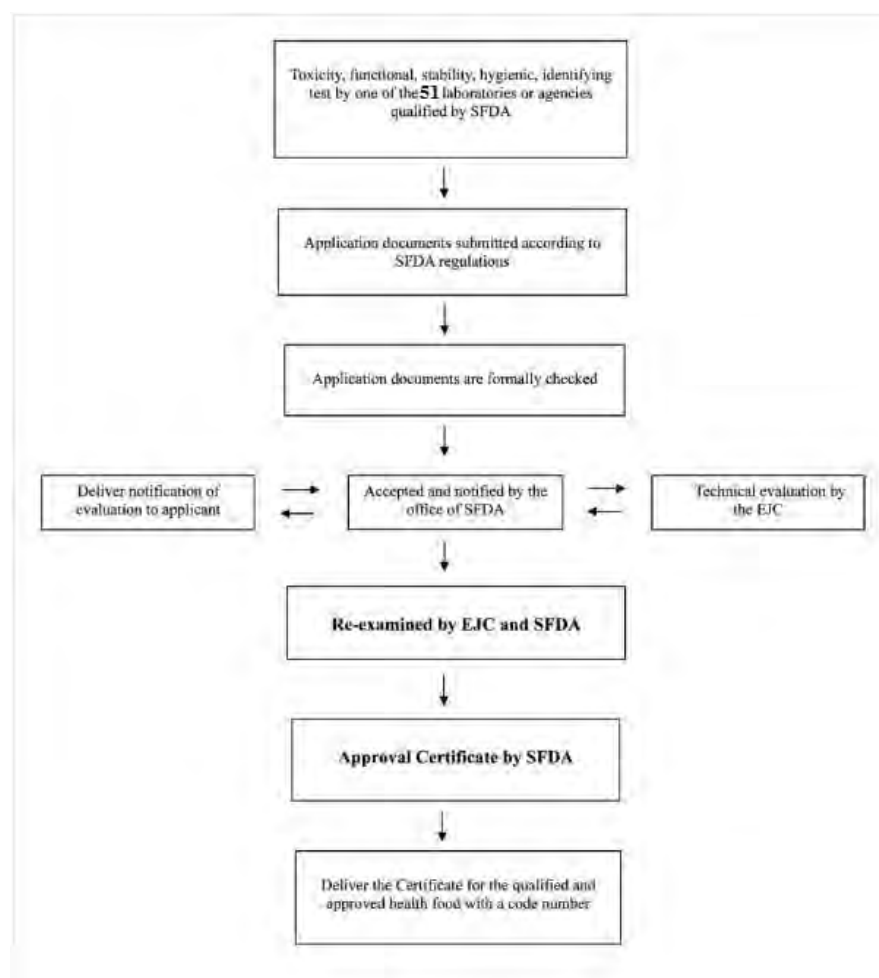 Toxicity, functional, stability, hygienic, identifying
test by one of the 51 laboratories or agencies
qualified by SFDA
Application documents submitted according to
SFDA regulations
Application documents are formally checked
Deliver notification of
evaluation to applicant
Accepted and notified by the
office of SFDA
Technical evaluation by
the EJC
Re-examined by EJC and SFDA
Approval Certificate by SFDA
Deliver the Certificate for the qualified and
approved health food with a code number